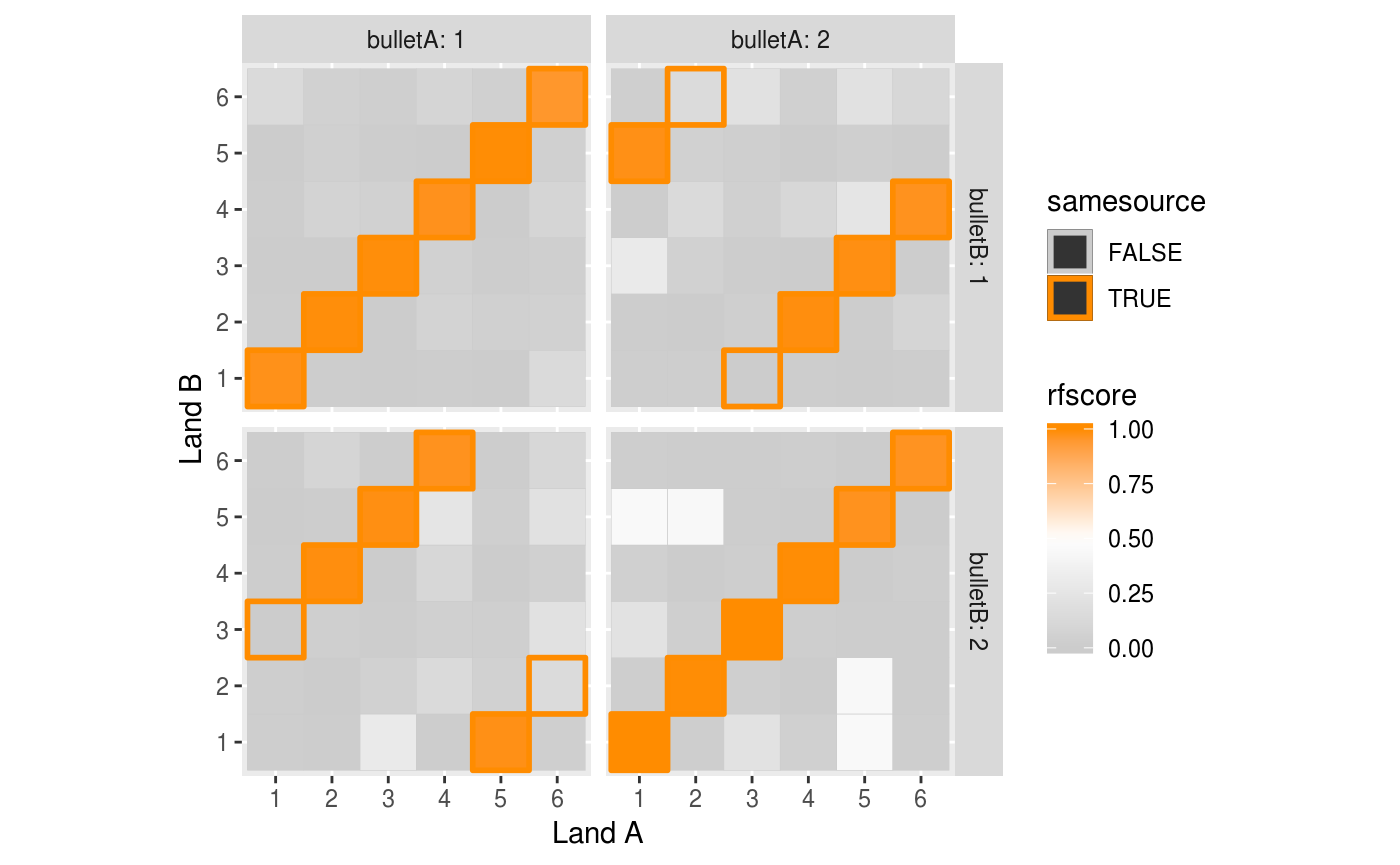 bulletA: 1
bulletA: 2
6
5
4
3
2
1
bulletB: 1
6
5
4
3
2
1
bulletB: 2
Land B
1 2 3 4 5 6
1 2 3 4 5 6
Land A
samesource
FALSE
TRUE
rfscore
1.00
0.75
0.50
0.25
0.00